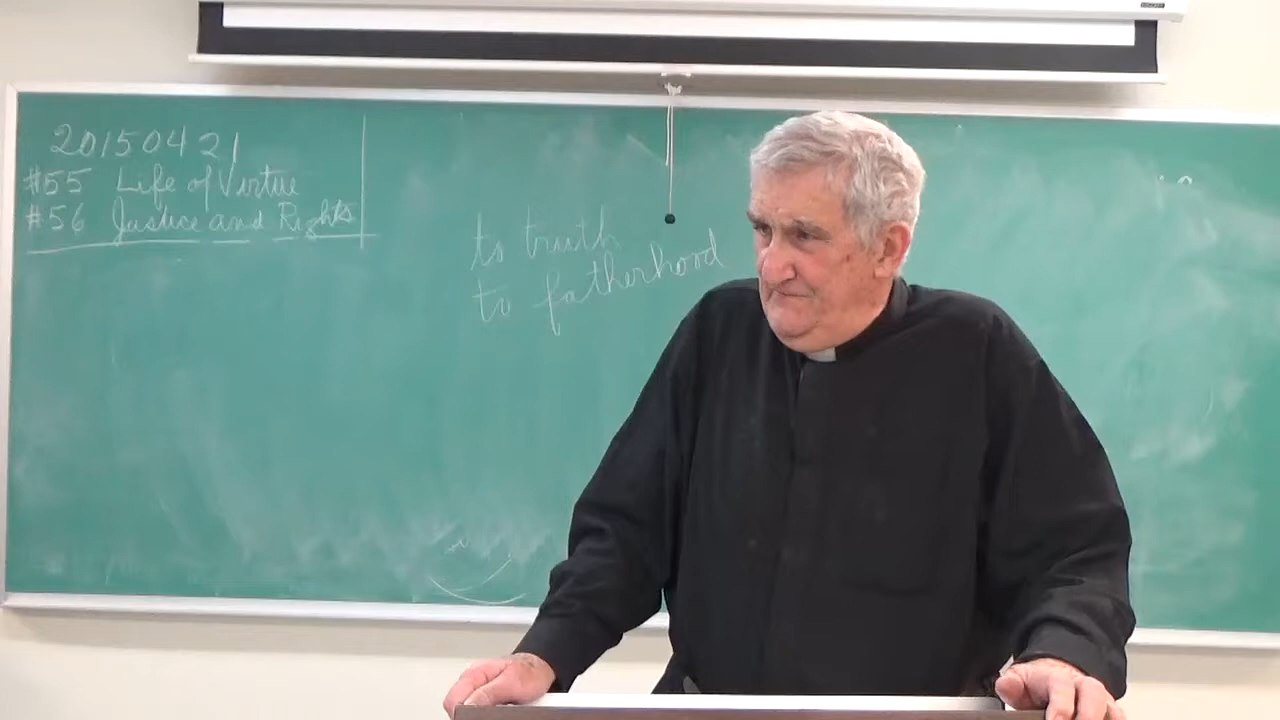 20150421
#55 Life of Virtue
#56 Justice and Rights
to truth
to fatherhood